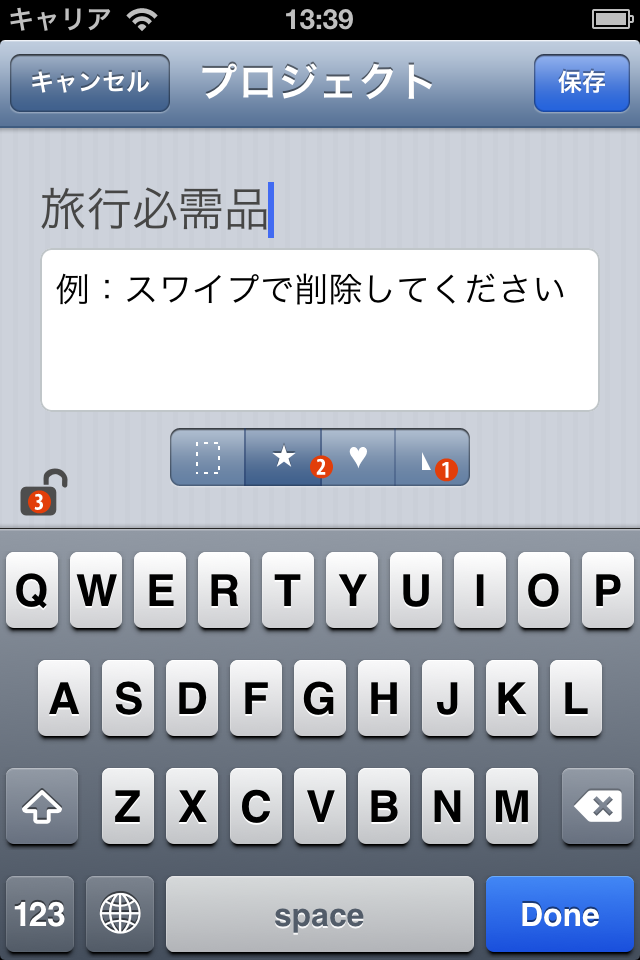 キャリア 13:39
キャンセル プロジェクト 保存
旅行必需品
例：スワイプで削除してください
2 1
3
Q W E R T Y U I O P
A S D F G H J K L
Z X C V B N M
123 space Done